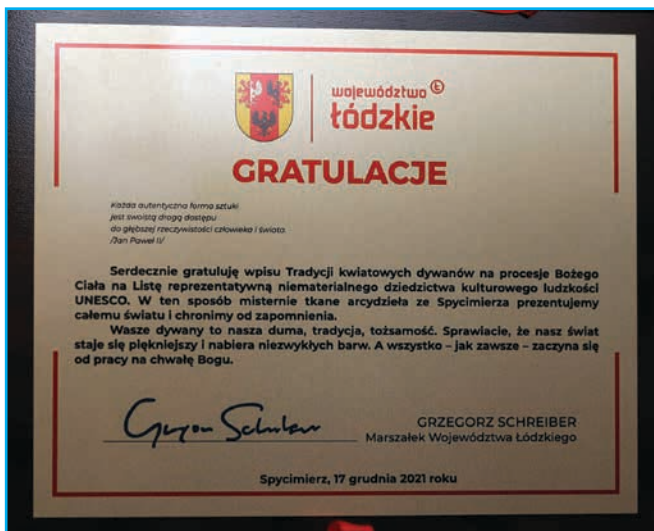 województwo
łódzkie
GRATULACJE
Każda autentyczna forma sztuki
jest swoistą drogą dostępu
do głębszej rzeczywistości człowieka i świata.
/Jan Paweł II/
Serdecznie gratuluję wpisu Tradycji kwiatowych dywanów na procesje Bożego
Ciała na Listę reprezentatywną niematerialnego dziedzictwa kulturowego ludzkości
UNESCO. W ten sposób misternie tkane arcydzieła ze Spycimierza prezentujemy
całemu światu i chronimy od zapomnienia.
Wasze dywany to nasza duma, tradycja, tożsamość. Sprawiacie, że nasz świat
staje się piękniejszy i nabiera niezwykłych barw. A wszystko – jak zawsze – zaczyna się
od pracy na chwałę Bogu.
GRZEGORZ SCHREIBER
Marszałek Województwa Łódzkiego
Spycimierz, 17 grudnia 2021 roku